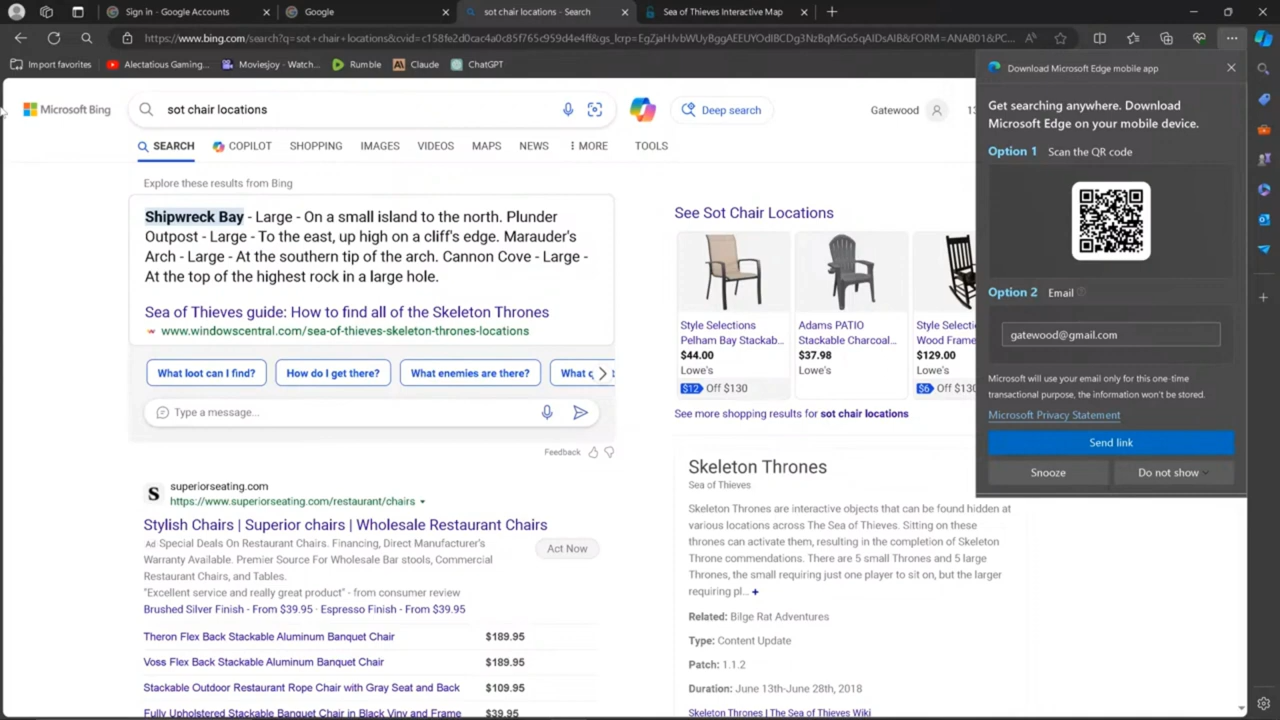 Sign in - Google Accounts
Google
sot chair locations - Search
Sea of Thieves Interactive Map
Import favorites
Alectatious Gaming...
Moviesjoy - Watch...
Rumble
Claude
ChatGPT
Microsoft Bing
sot chair locations
Deep search
Gatewood
SEARCH
COPILOT
SHOPPING
IMAGES
VIDEOS
MAPS
NEWS
MORE
TOOLS
Explore these results from Bing
Shipwreck Bay - Large - On a small island to the north. Plunder
Outpost - Large - To the east, up high on a cliff's edge. Marauder's
Arch - Large - At the southern tip of the arch. Cannon Cove - Large -
At the top of the highest rock in a large hole.
Sea of Thieves guide: How to find all of the Skeleton Thrones
www.windowscentral.com/sea-of-thieves-skeleton-thrones-locations
What loot can I find?
How do I get there?
What enemies are there?
Type a message...
Feedback
S
superiorseating.com
https://www.superiorseating.com/restaurant/chairs
Stylish Chairs | Superior chairs | Wholesale Restaurant Chairs
Ad Special Deals On Restaurant Chairs. Financing, Direct Manufacturer's
Warranty Available. Premier Source For Wholesale Bar stools, Commercial
Restaurant Chairs, and Tables.
"Excellent service and really great product" - from consumer review
Act Now
Brushed Silver Finish - From $39.95 · Espresso Finish - From $39.95
Theron Flex Back Stackable Aluminum Banquet Chair $189.95
Voss Flex Back Stackable Aluminum Banquet Chair $189.95
Stackable Outdoor Restaurant Rope Chair with Gray Seat and Back $109.95
Fully Upholstered Stackable Banquet Chair in Black Viny and Frame $39.95
See Sot Chair Locations
Style Selections
Pelham Bay Stackab...
$44.00
Lowe's
$12 Off $130
Adams PATIO
Stackable Charcoal...
$37.98
Lowe's
Style Selecti
Wood Frame
$129.00
Lowe's
$6 Off $130
See more shopping results for sot chair locations
Skeleton Thrones
Sea of Thieves
Skeleton Thrones are interactive objects that can be found hidden at
various locations across The Sea of Thieves. Sitting on these
thrones can activate them, resulting in the completion of Skeleton
Throne commendations. There are 5 small Thrones and 5 large
Thrones, the small requiring just one player to sit on, but the larger
requiring pl... +
Related: Bilge Rat Adventures
Type: Content Update
Patch: 1.1.2
Duration: June 13th-June 28th, 2018
Skeleton Thrones | The Sea of Thieves Wiki
Download Microsoft Edge mobile app
Get searching anywhere. Download
Microsoft Edge on your mobile device.
Option 1 Scan the QR code
Option 2 Email
gatewood@gmail.com
Microsoft will use your email only for this one-time
transactional purpose, the information won't be stored.
Microsoft Privacy Statement
Send link
Snooze
Do not show